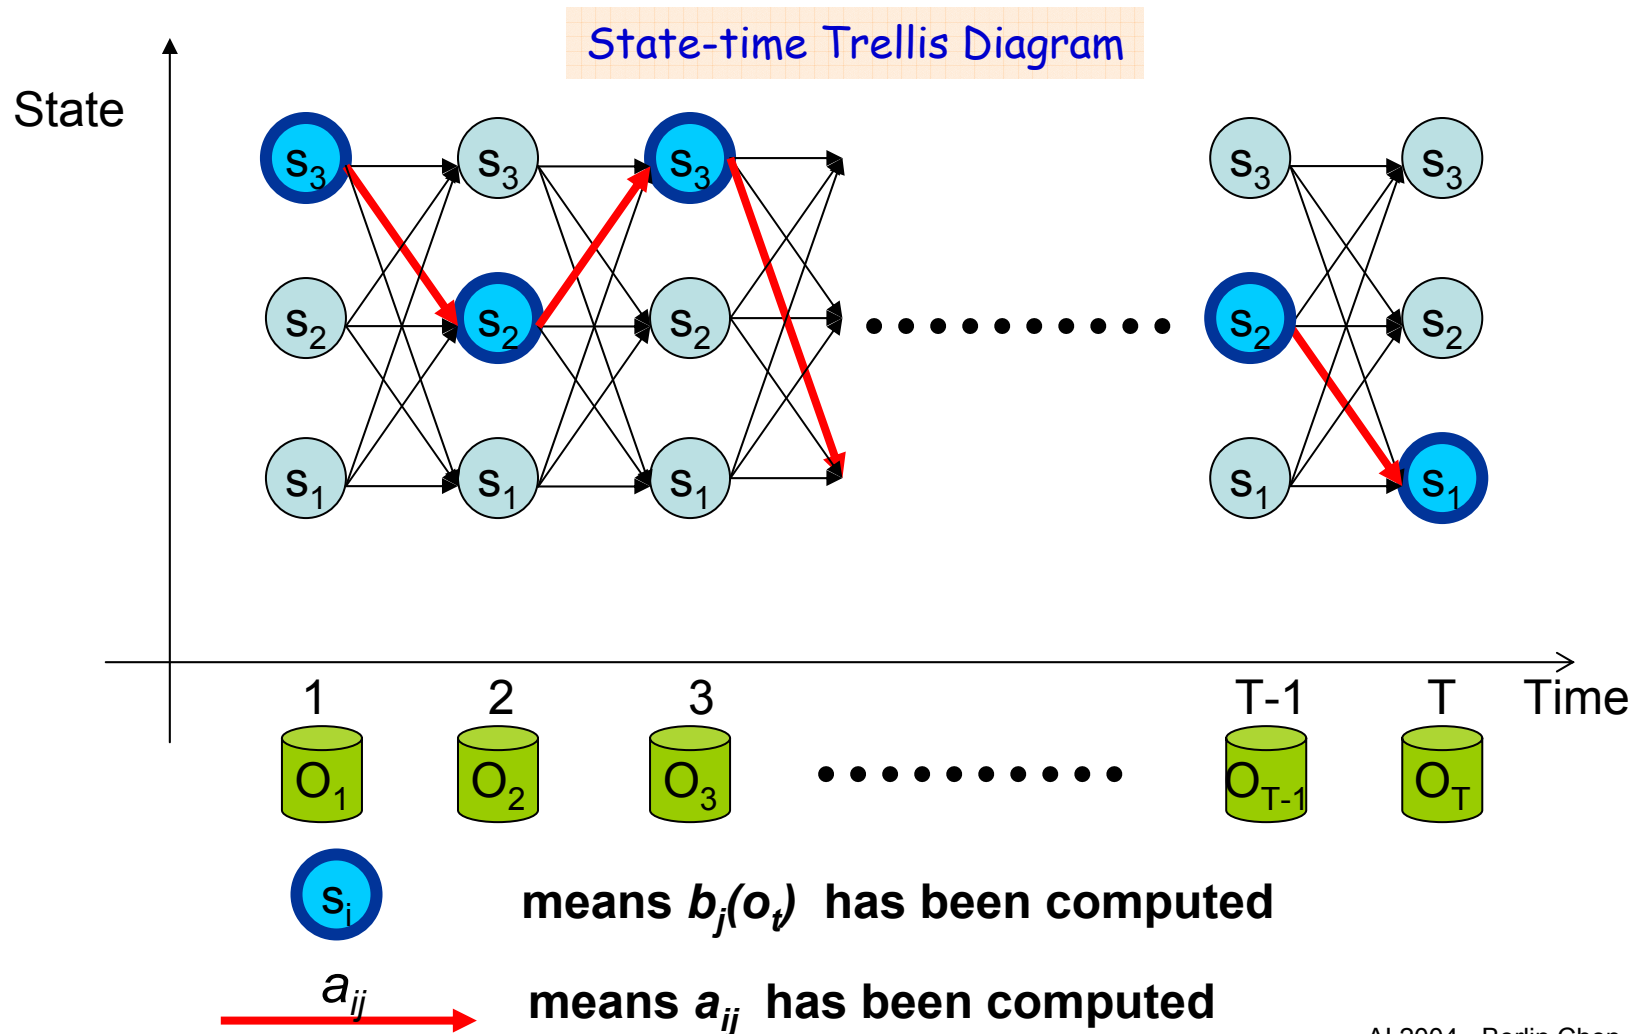 State-time Trellis Diagram
State
s3 s3 s3 s3 s3
s2 s2 s2 s2 s2
s1 s1 s1 s1 s1
1 2 3 T-1 T Time
O1 O2 O3 OT-1 OT
si means bj(ot) has been computed
aij means aij has been computed